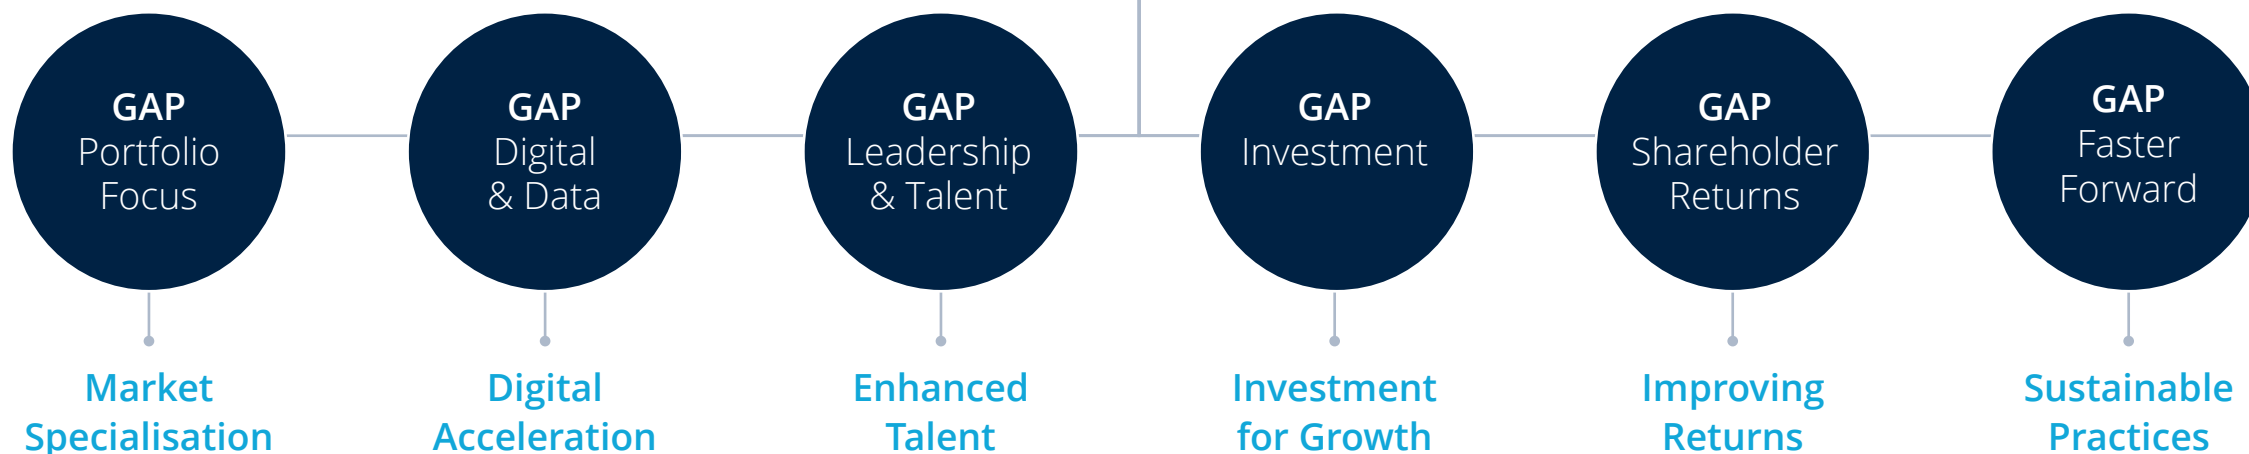 GAP
Portfolio
Focus
GAP
Digital
& Data
GAP
Leadership
& Talent
GAP
Investment
GAP
Shareholder
Returns
GAP
Faster
Forward
Market
Specialisation
Digital
Acceleration
Enhanced
Talent
Investment
for Growth
Improving
Returns
Sustainable
Practices